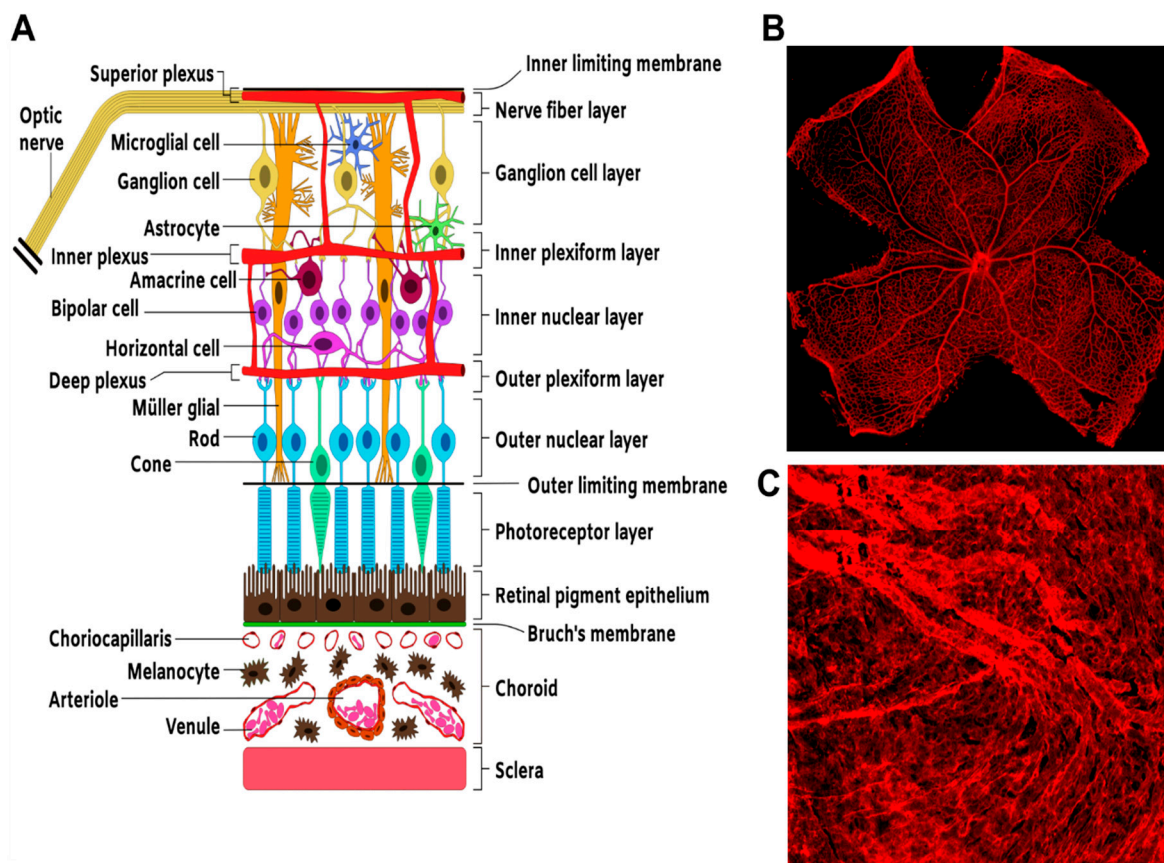 A
Superior plexus
Optic
nerve
Microglial cell
Ganglion cell
Astrocyte
Inner plexus
Amacrine cell
Bipolar cell
Horizontal cell
Deep plexus
Müller glial
Rod
Cone
Choriocapillaris
Melanocyte
Arteriole
Venule
Inner limiting membrane
Nerve fiber layer
Ganglion cell layer
Inner plexiform layer
Inner nuclear layer
Outer plexiform layer
Outer nuclear layer
Outer limiting membrane
Photoreceptor layer
Retinal pigment epithelium
Bruch's membrane
Choroid
Sclera
B
C